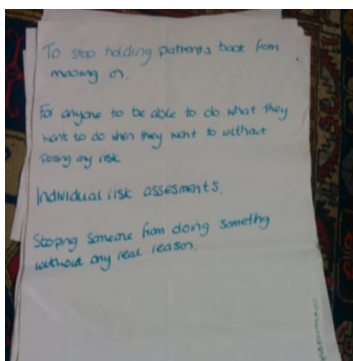 To stop holding patients back from
moving on.
For anyone to be able to do what they
want to do when they want to without
posing any risk
Individual risk assesments.
Stoping someone from doing something
without any real reason.